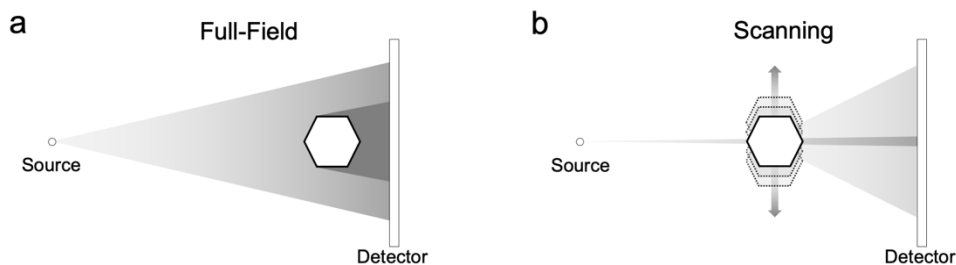 a
Full-Field
Source
Detector
b
Scanning
Source
Detector